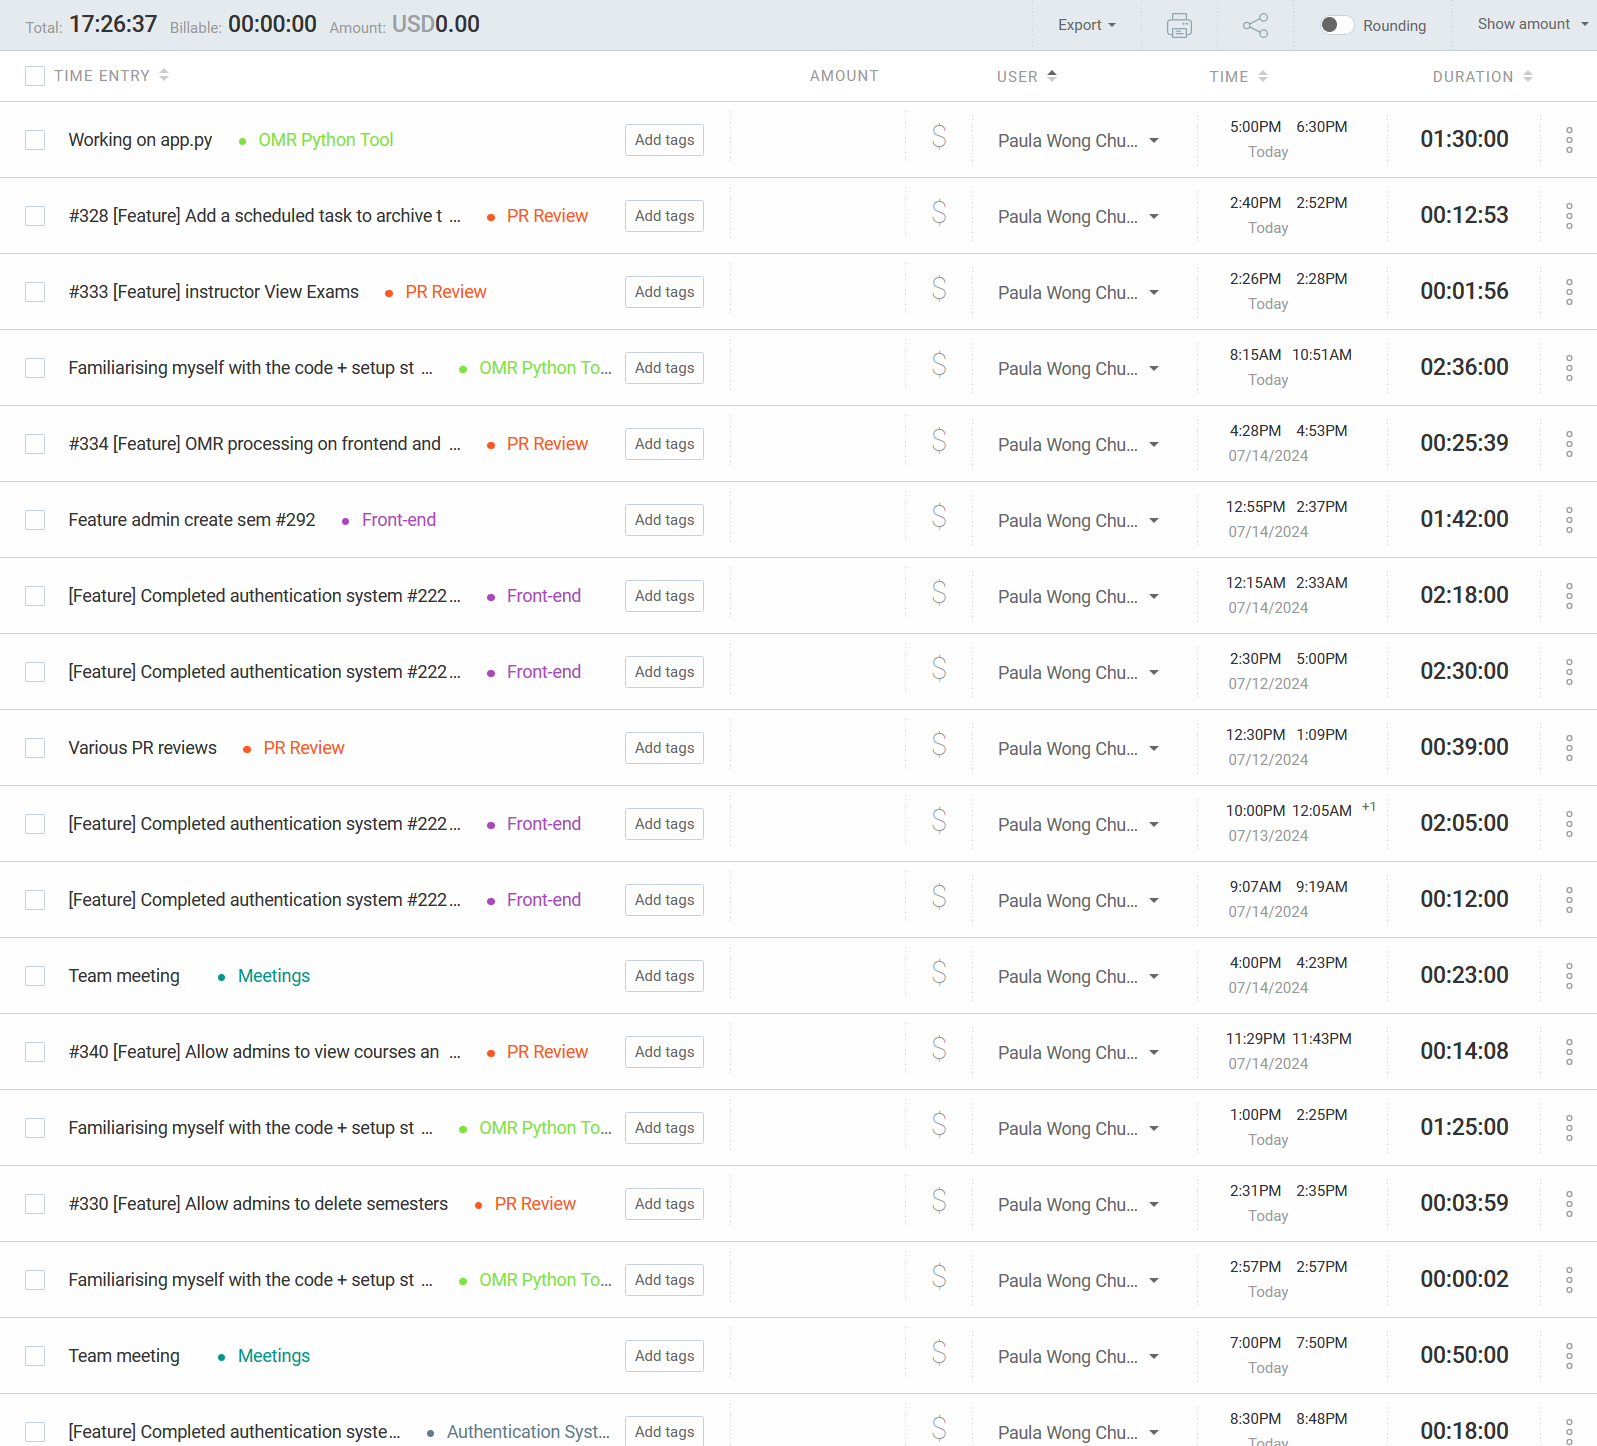 Total: 17:26:37 Billable: 00:00:00 Amount: USD0.00 Export Rounding Show amount
TIME ENTRY AMOUNT USER TIME DURATION
Working on app.py OMR Python Tool Add tags $ Paula Wong Chu... 5:00PM 6:30PM 01:30:00
Today
#328 [Feature] Add a scheduled task to archive t ... PR Review Add tags $ Paula Wong Chu... 2:40PM 2:52PM 00:12:53
Today
#333 [Feature] instructor View Exams PR Review Add tags $ Paula Wong Chu... 2:26PM 2:28PM 00:01:56
Today
Familiarising myself with the code + setup st ... OMR Python To... Add tags $ Paula Wong Chu... 8:15AM 10:51AM 02:36:00
Today
#334 [Feature] OMR processing on frontend and ... PR Review Add tags $ Paula Wong Chu... 4:28PM 4:53PM 00:25:39
07/14/2024
Feature admin create sem #292 Front-end Add tags $ Paula Wong Chu... 12:55PM 2:37PM 01:42:00
07/14/2024
[Feature] Completed authentication system #222... Front-end Add tags $ Paula Wong Chu... 12:15AM 2:33AM 02:18:00
07/14/2024
[Feature] Completed authentication system #222... Front-end Add tags $ Paula Wong Chu... 2:30PM 5:00PM 02:30:00
07/12/2024
Various PR reviews PR Review Add tags $ Paula Wong Chu... 12:30PM 1:09PM 00:39:00
07/12/2024
[Feature] Completed authentication system #222... Front-end Add tags $ Paula Wong Chu... 10:00PM 12:05AM +1 02:05:00
07/13/2024
[Feature] Completed authentication system #222... Front-end Add tags $ Paula Wong Chu... 9:07AM 9:19AM 00:12:00
07/14/2024
Team meeting Meetings Add tags $ Paula Wong Chu... 4:00PM 4:23PM 00:23:00
07/14/2024
#340 [Feature] Allow admins to view courses an ... PR Review Add tags $ Paula Wong Chu... 11:29PM 11:43PM 00:14:08
07/14/2024
Familiarising myself with the code + setup st ... OMR Python To... Add tags $ Paula Wong Chu... 1:00PM 2:25PM 01:25:00
Today
#330 [Feature] Allow admins to delete semesters PR Review Add tags $ Paula Wong Chu... 2:31PM 2:35PM 00:03:59
Today
Familiarising myself with the code + setup st ... OMR Python To... Add tags $ Paula Wong Chu... 2:57PM 2:57PM 00:00:02
Today
Team meeting Meetings Add tags $ Paula Wong Chu... 7:00PM 7:50PM 00:50:00
Today
[Feature] Completed authentication syste... Authentication Syst... Add tags $ Paula Wong Chu... 8:30PM 8:48PM 00:18:00
Today